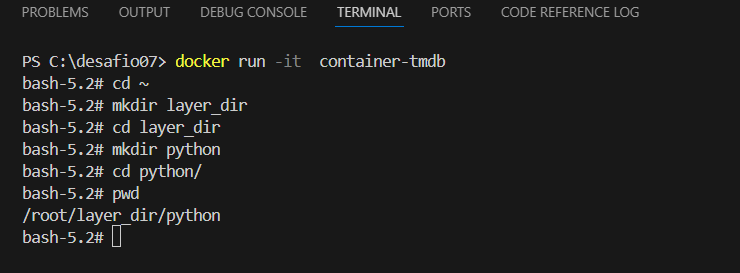 PROBLEMS OUTPUT DEBUG CONSOLE TERMINAL PORTS CODE REFERENCE LOG
PS C:\desafio07> docker run -it  container-tmdb
bash-5.2# cd ~
bash-5.2# mkdir layer_dir
bash-5.2# cd layer_dir
bash-5.2# mkdir python
bash-5.2# cd python/
bash-5.2# pwd
/root/layer_dir/python
bash-5.2#